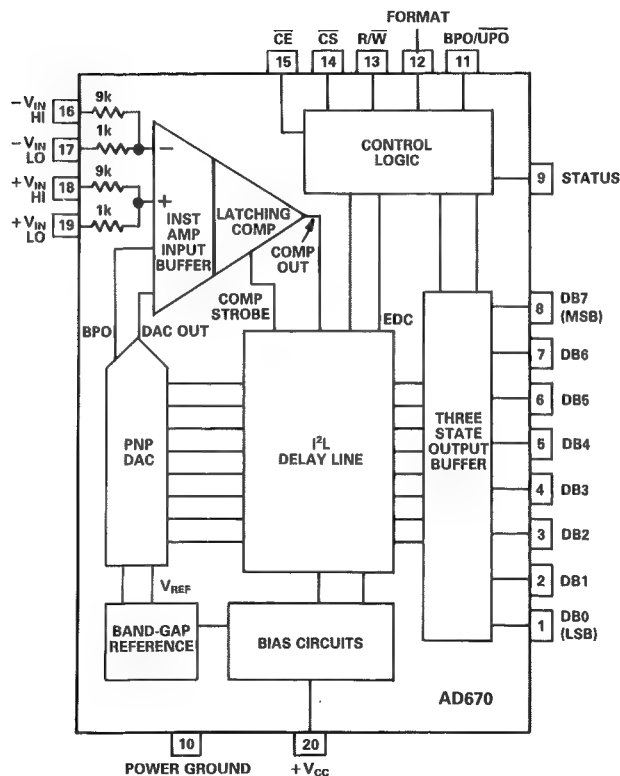 FORMAT
C̅E̅ C̅S̅ R/W̅ BPO/U̅P̅O̅
15 14 13 12 11
−VIN HI 16 9k
−VIN LO 17 1k
+VIN HI 18 9k
+VIN LO 19 1k
−
+
INST AMP INPUT BUFFER
LATCHING COMP
CONTROL LOGIC
9 STATUS
COMP OUT
COMP STROBE
EDC
BPO
DAC OUT
PNP DAC
I²L DELAY LINE
THREE STATE OUTPUT BUFFER
8 DB7 (MSB)
7 DB6
6 DB5
5 DB4
4 DB3
3 DB2
2 DB1
1 DB0 (LSB)
VREF
BAND-GAP REFERENCE
BIAS CIRCUITS
AD670
10 20
POWER GROUND +VCC